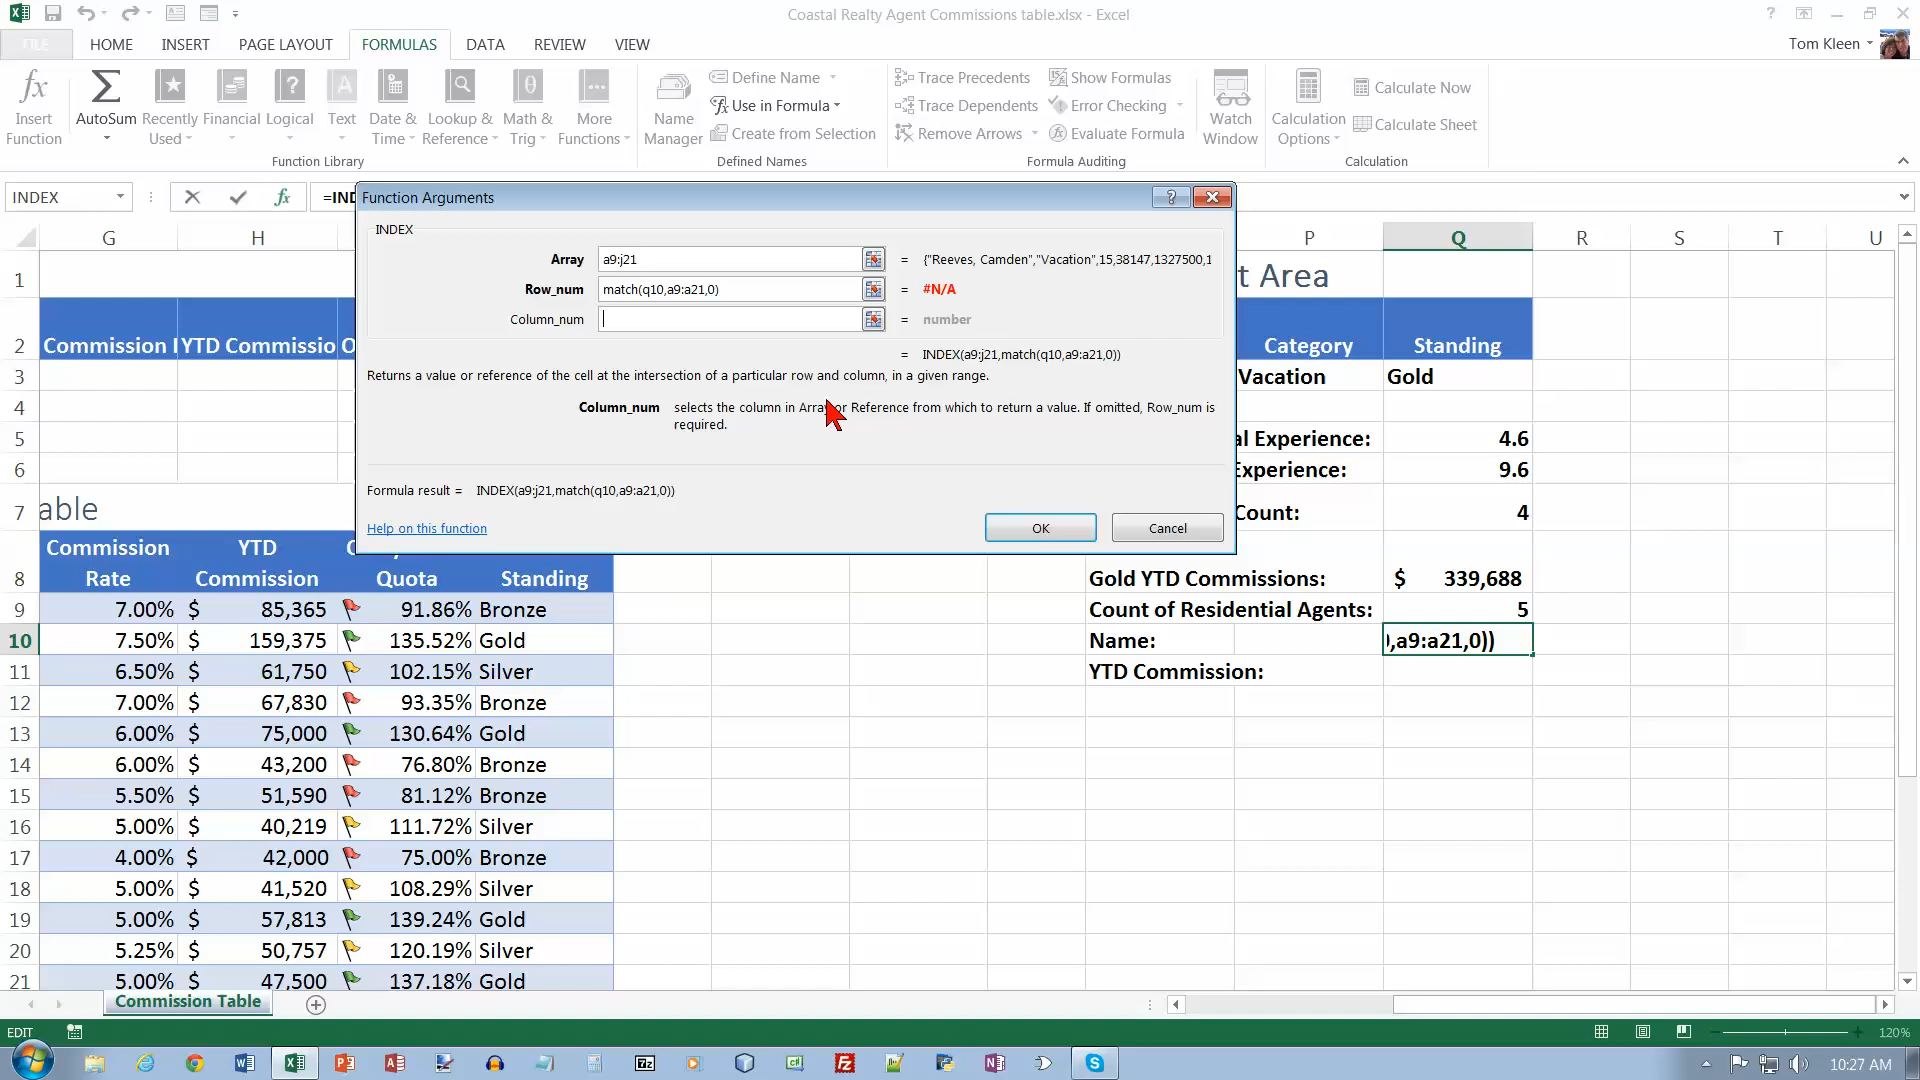 Coastal Realty Agent Commissions table.xlsx - Excel
FILE HOME INSERT PAGE LAYOUT FORMULAS DATA REVIEW VIEW Tom Kleen
Insert Function
AutoSum
Recently Used
Financial
Logical
Text
Date & Time
Lookup & Reference
Math & Trig
More Functions
Function Library
Name Manager
Define Name
Use in Formula
Create from Selection
Defined Names
Trace Precedents
Trace Dependents
Remove Arrows
Show Formulas
Error Checking
Evaluate Formula
Watch Window
Formula Auditing
Calculation Options
Calculate Now
Calculate Sheet
Calculation
INDEX fx =IND
Function Arguments
INDEX
Array a9:j21 = {"Reeves, Camden","Vacation",15,38147,1327500,1
Row_num match(q10,a9:a21,0) = #N/A
Column_num = number
= INDEX(a9:j21,match(q10,a9:a21,0))
Returns a value or reference of the cell at the intersection of a particular row and column, in a given range.
Column_num selects the column in Array or Reference from which to return a value. If omitted, Row_num is
required.
Formula result = INDEX(a9:j21,match(q10,a9:a21,0))
Help on this function OK Cancel
G H P Q R S T U
1 t Area
2 Commission YTD Commissio O Category Standing
3 Vacation Gold
4
5 al Experience: 4.6
6 Experience: 9.6
7 able Count: 4
Commission YTD
8 Rate Commission Quota Standing Gold YTD Commissions: $ 339,688
9 7.00% $ 85,365 91.86% Bronze Count of Residential Agents: 5
10 7.50% $ 159,375 135.52% Gold Name: ,a9:a21,0))
11 6.50% $ 61,750 102.15% Silver YTD Commission:
12 7.00% $ 67,830 93.35% Bronze
13 6.00% $ 75,000 130.64% Gold
14 6.00% $ 43,200 76.80% Bronze
15 5.50% $ 51,590 81.12% Bronze
16 5.00% $ 40,219 111.72% Silver
17 4.00% $ 42,000 75.00% Bronze
18 5.00% $ 41,520 108.29% Silver
19 5.00% $ 57,813 139.24% Gold
20 5.25% $ 50,757 120.19% Silver
21 5.00% $ 47,500 137.18% Gold
Commission Table
EDIT 120%
10:27 AM